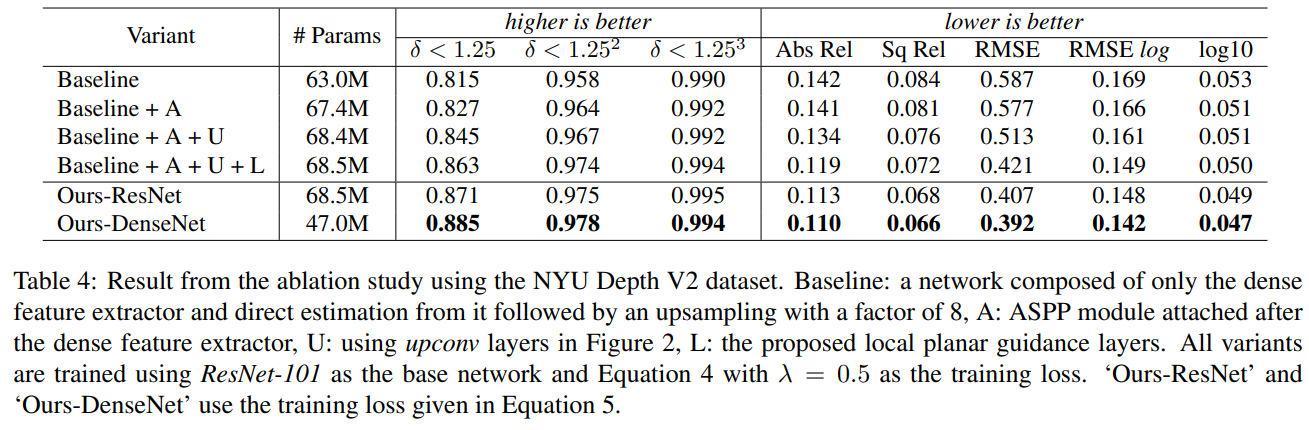 Variant # Params higher is better lower is better
δ < 1.25 δ < 1.25² δ < 1.25³ Abs Rel Sq Rel RMSE RMSE log log10
Baseline 63.0M 0.815 0.958 0.990 0.142 0.084 0.587 0.169 0.053
Baseline + A 67.4M 0.827 0.964 0.992 0.141 0.081 0.577 0.166 0.051
Baseline + A + U 68.4M 0.845 0.967 0.992 0.134 0.076 0.513 0.161 0.051
Baseline + A + U + L 68.5M 0.863 0.974 0.994 0.119 0.072 0.421 0.149 0.050
Ours-ResNet 68.5M 0.871 0.975 0.995 0.113 0.068 0.407 0.148 0.049
Ours-DenseNet 47.0M 0.885 0.978 0.994 0.110 0.066 0.392 0.142 0.047
Table 4: Result from the ablation study using the NYU Depth V2 dataset. Baseline: a network composed of only the dense
feature extractor and direct estimation from it followed by an upsampling with a factor of 8, A: ASPP module attached after
the dense feature extractor, U: using upconv layers in Figure 2, L: the proposed local planar guidance layers. All variants
are trained using ResNet-101 as the base network and Equation 4 with λ = 0.5 as the training loss. ‘Ours-ResNet’ and
‘Ours-DenseNet’ use the training loss given in Equation 5.